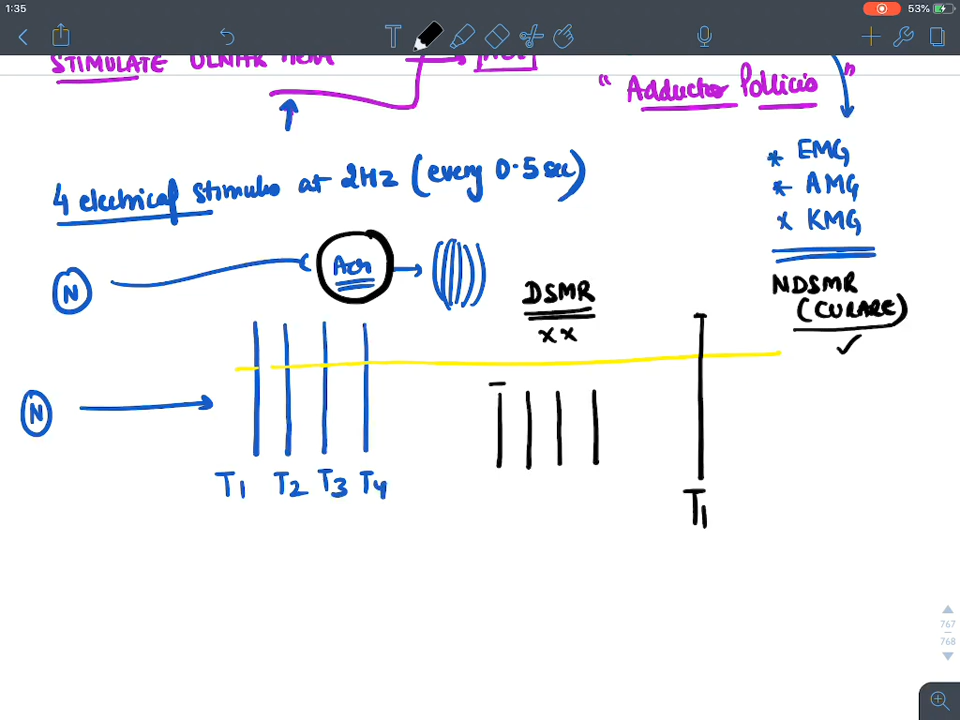 1:35
53%
T
STIMULATE ULNAR
"Adductor Pollicis"
4 electrical stimulus at 2Hz (every 0.5 sec)
* EMG
* AMG
x KMG
N
Ach
DSMR
xx
NDSMR
(CURARE)
N
T1 T2 T3 T4
T1
767
768